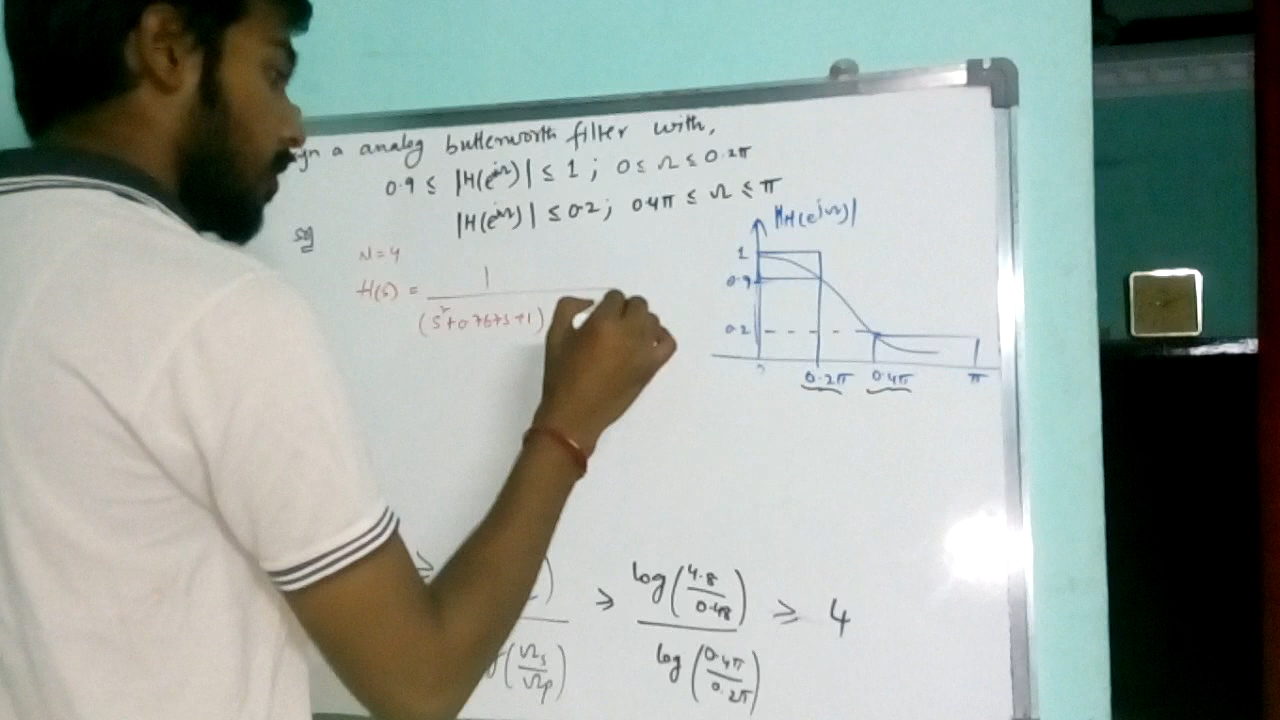 gn a analog butterworth filter with,
0.9 ≤ |H(e^jΩ)| ≤ 1 ; 0 ≤ Ω ≤ 0.2π
|H(e^jΩ)| ≤ 0.2 ; 0.4π ≤ Ω ≤ π
N = 4
H(s) = 1 / (s²+0.767s+1)
|H(e^jΩ)|
1
0.9
0.2
0.2π 0.4π π
≥ log(4.8/0.48) / log(0.4π/0.2π) ≥ 4
(Ωs/Ωp)